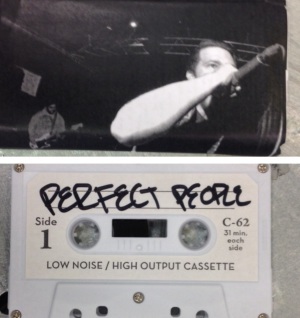 PERFECT PEOPLE
Side
1
C-62
31 min.
each
side
LOW NOISE / HIGH OUTPUT CASSETTE